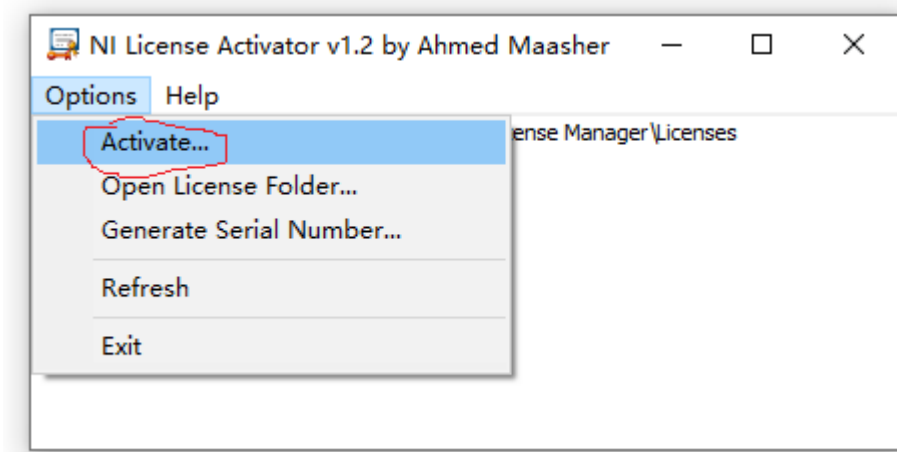 NI License Activator v1.2 by Ahmed Maasher
Options Help
Activate...
ense Manager\Licenses
Open License Folder...
Generate Serial Number...
Refresh
Exit